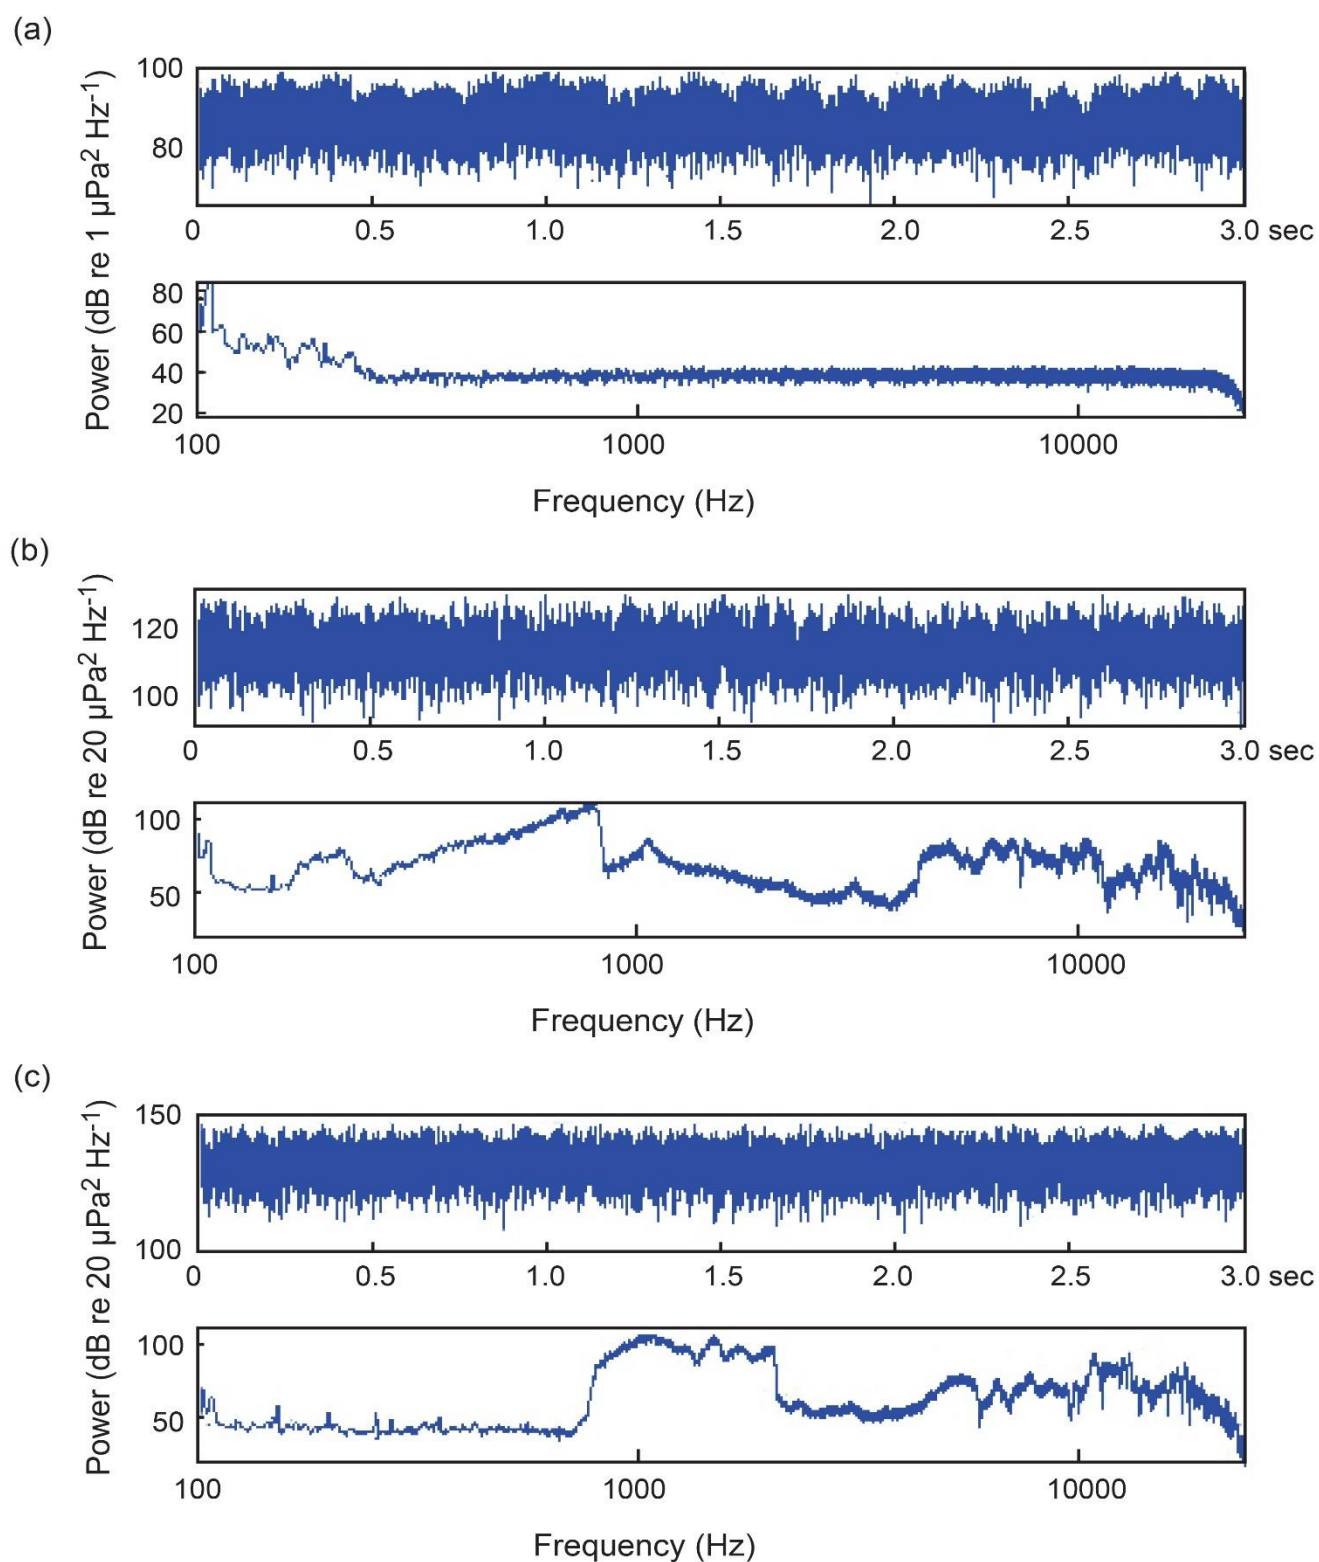 (a)
Power (dB re 1 µPa² Hz⁻¹)
100
80
0 0.5 1.0 1.5 2.0 2.5 3.0 sec
80
60
40
20
100 1000 10000
Frequency (Hz)
(b)
Power (dB re 20 µPa² Hz⁻¹)
120
100
0 0.5 1.0 1.5 2.0 2.5 3.0 sec
100
50
100 1000 10000
Frequency (Hz)
(c)
Power (dB re 20 µPa² Hz⁻¹)
150
100
0 0.5 1.0 1.5 2.0 2.5 3.0 sec
100
50
100 1000 10000
Frequency (Hz)